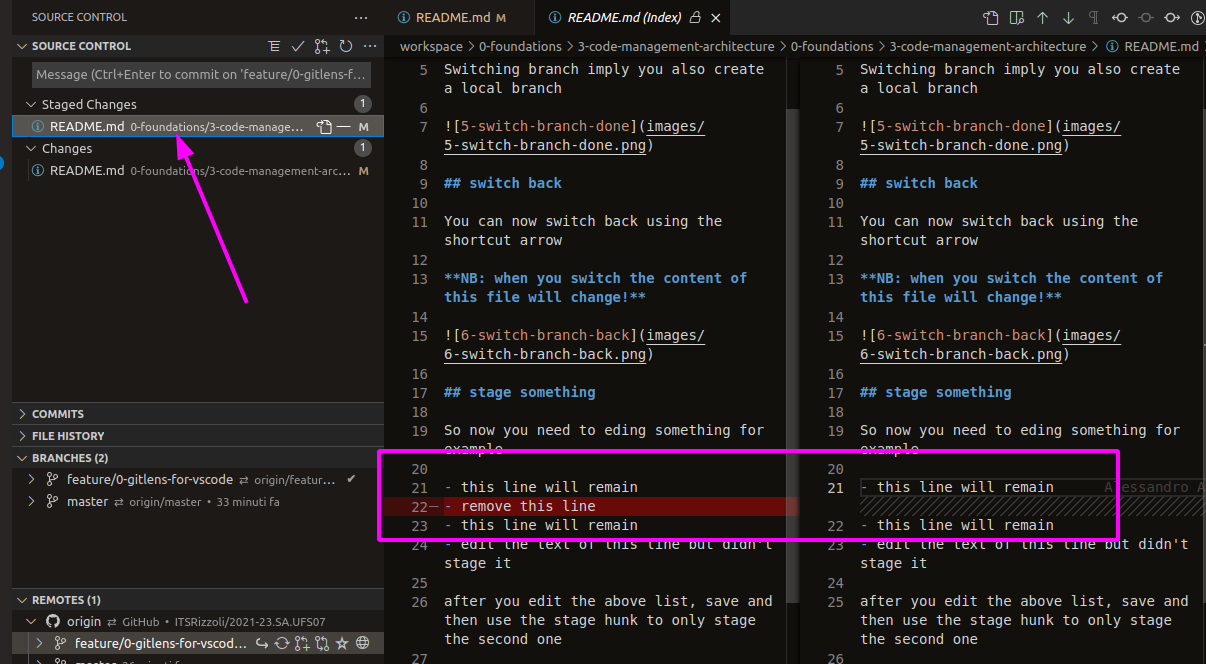 SOURCE CONTROL
SOURCE CONTROL
Message (Ctrl+Enter to commit on 'feature/0-gitlens-f...
Staged Changes 1
README.md 0-foundations/3-code-manage... M
Changes 1
README.md 0-foundations/3-code-management-arc... M
COMMITS
FILE HISTORY
BRANCHES (2)
feature/0-gitlens-for-vscode origin/featur...
master origin/master • 33 minuti fa
REMOTES (1)
origin GitHub • ITSRizzoli/2021-23.SA.UFS07
feature/0-gitlens-for-vscod...
README.md M
README.md (Index)
workspace > 0-foundations > 3-code-management-architecture > 0-foundations > 3-code-management-architecture > README.md
5 Switching branch imply you also create
a local branch
6
7 ![5-switch-branch-done](images/
5-switch-branch-done.png)
8
9 ## switch back
10
11 You can now switch back using the
shortcut arrow
12
13 **NB: when you switch the content of
this file will change!**
14
15 ![6-switch-branch-back](images/
6-switch-branch-back.png)
16
17 ## stage something
18
19 So now you need to eding something for
example
20
21 - this line will remain
22 - - remove this line
23 - this line will remain
24 - edit the text of this line but didn't
stage it
25
26 after you edit the above list, save and
then use the stage hunk to only stage
the second one
27
5 Switching branch imply you also create
a local branch
6
7 ![5-switch-branch-done](images/
5-switch-branch-done.png)
8
9 ## switch back
10
11 You can now switch back using the
shortcut arrow
12
13 **NB: when you switch the content of
this file will change!**
14
15 ![6-switch-branch-back](images/
6-switch-branch-back.png)
16
17 ## stage something
18
19 So now you need to eding something for
example
20
21 - this line will remain
22 - this line will remain
23 - edit the text of this line but didn't
stage it
24
25 after you edit the above list, save and
then use the stage hunk to only stage
the second one
26